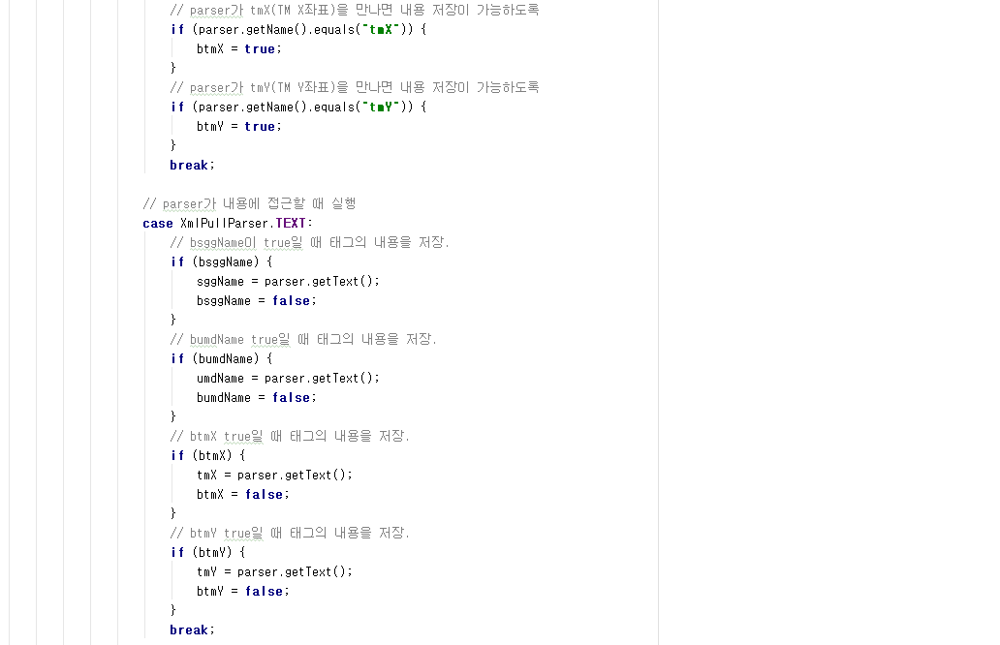 // parser가 tmX(TM X좌표)을 만나면 내용 저장이 가능하도록
if (parser.getName().equals("tmX")) {
btmX = true;
}
// parser가 tmY(TM Y좌표)을 만나면 내용 저장이 가능하도록
if (parser.getName().equals("tmY")) {
btmY = true;
}
break;
// parser가 내용에 접근할 때 실행
case XmlPullParser.TEXT:
// bsggName이 true일 때 태그의 내용을 저장.
if (bsggName) {
sggName = parser.getText();
bsggName = false;
}
// bumdName true일 때 태그의 내용을 저장.
if (bumdName) {
umdName = parser.getText();
bumdName = false;
}
// btmX true일 때 태그의 내용을 저장.
if (btmX) {
tmX = parser.getText();
btmX = false;
}
// btmY true일 때 태그의 내용을 저장.
if (btmY) {
tmY = parser.getText();
btmY = false;
}
break;